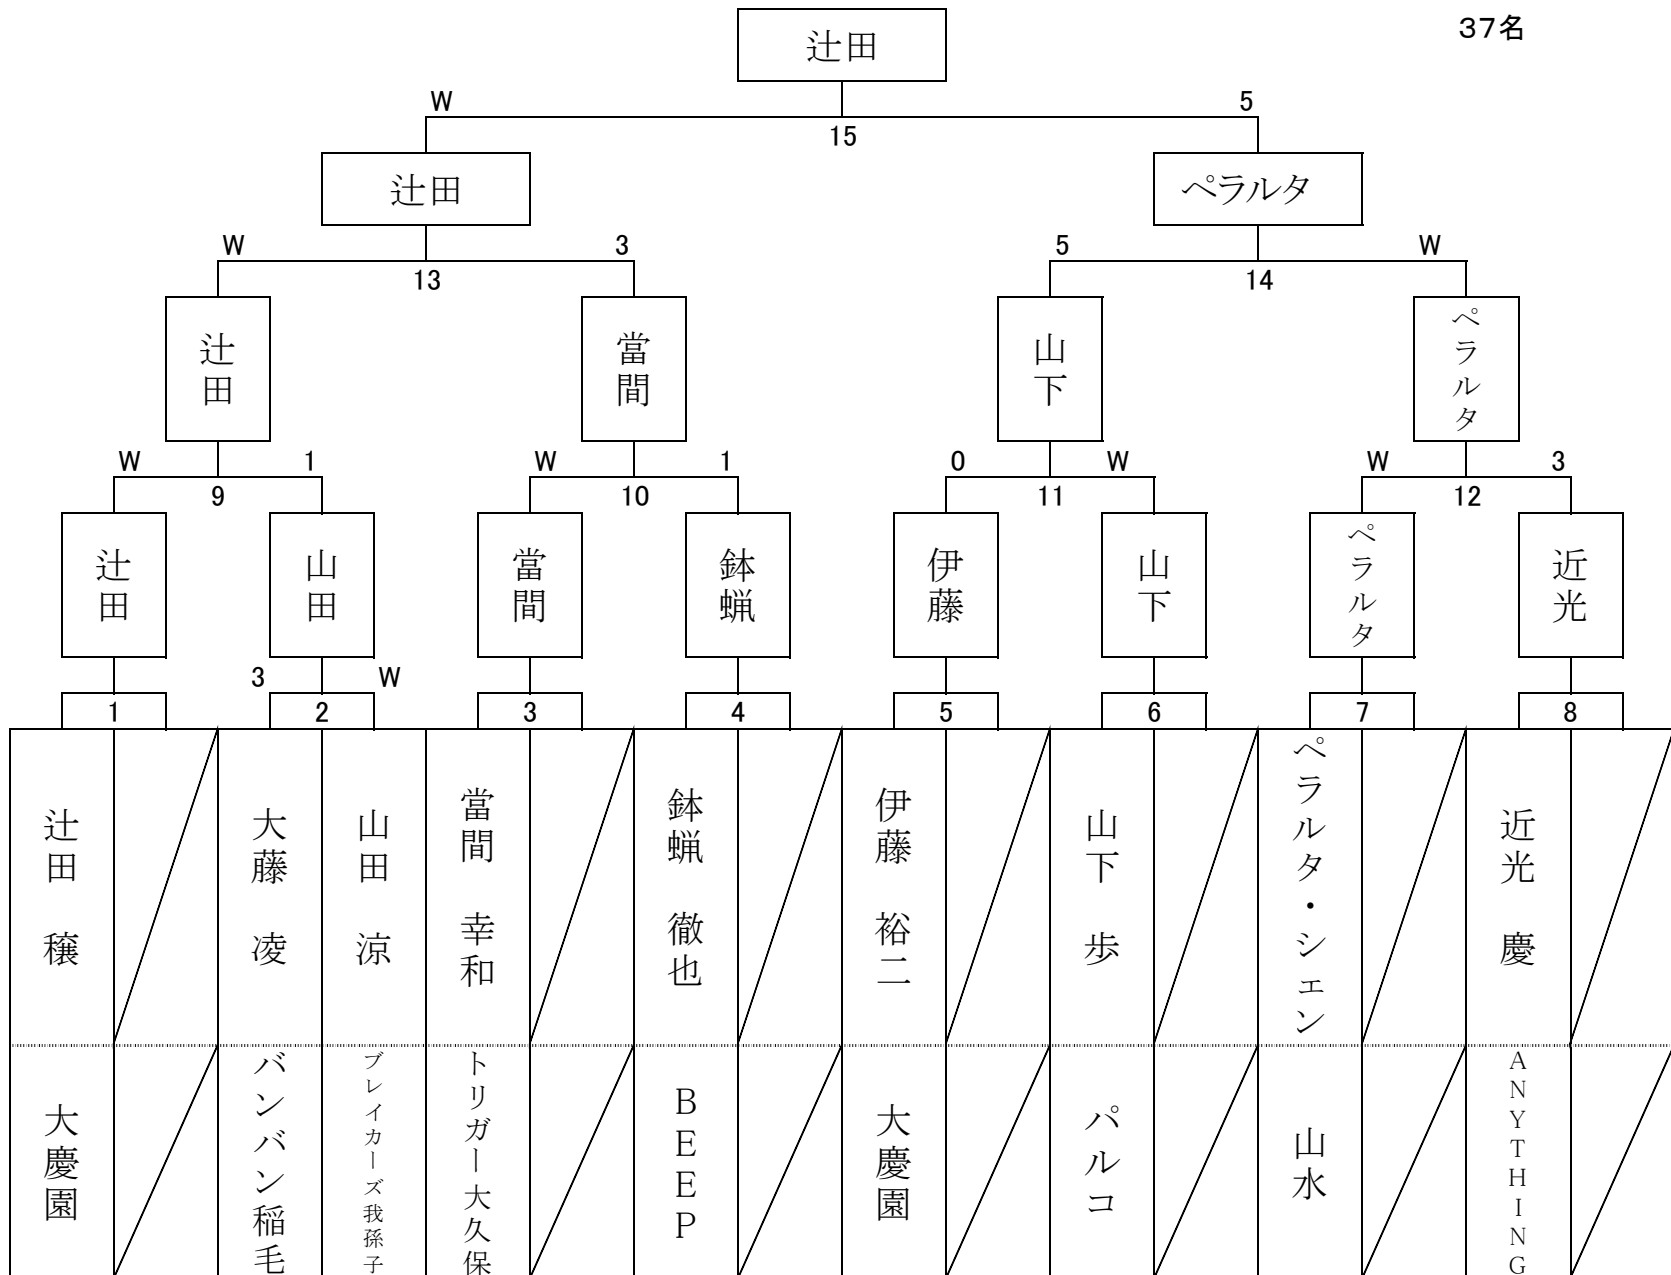 37名
辻田
W 5
15
辻田 ペラルタ
W 3 5 W
13 14
辻田 當間 山下 ペラルタ
W 1 W 1 0 W W 3
9 10 11 12
辻田 山田 當間 鉢蝋 伊藤 山下 ペラルタ 近光
3 W
1 2 3 4 5 6 7 8
辻田 穣
大藤 凌
山田 涼
當間 幸和
鉢蝋 徹也
伊藤 裕二
山下 歩
ペラルタ・シェン
近光 慶
大慶園
バンバン稲毛
ブレイカーズ我孫子
トリガー大久保
BEEP
大慶園
パルコ
山水
ANYTHING